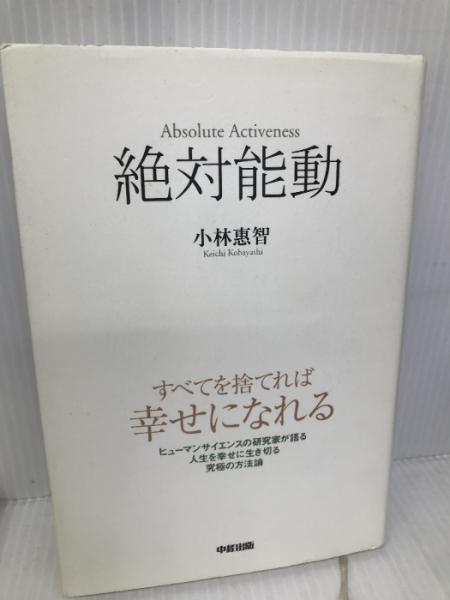 Absolute Activeness
絶対能動
小林惠智
Keichi Kobayashi
すべてを捨てれば
幸せになれる
ヒューマンサイエンスの研究家が語る
人生を幸せに生き切る
究極の方法論
中経出版